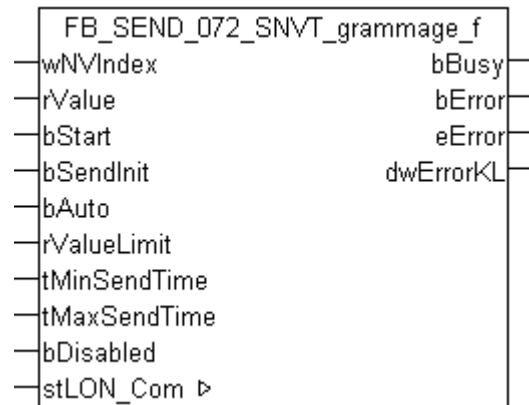 FB_SEND_072_SNVT_grammage_f
wNVIndex bBusy
rValue bError
bStart eError
bSendInit dwErrorKL
bAuto
rValueLimit
tMinSendTime
tMaxSendTime
bDisabled
stLON_Com ▷